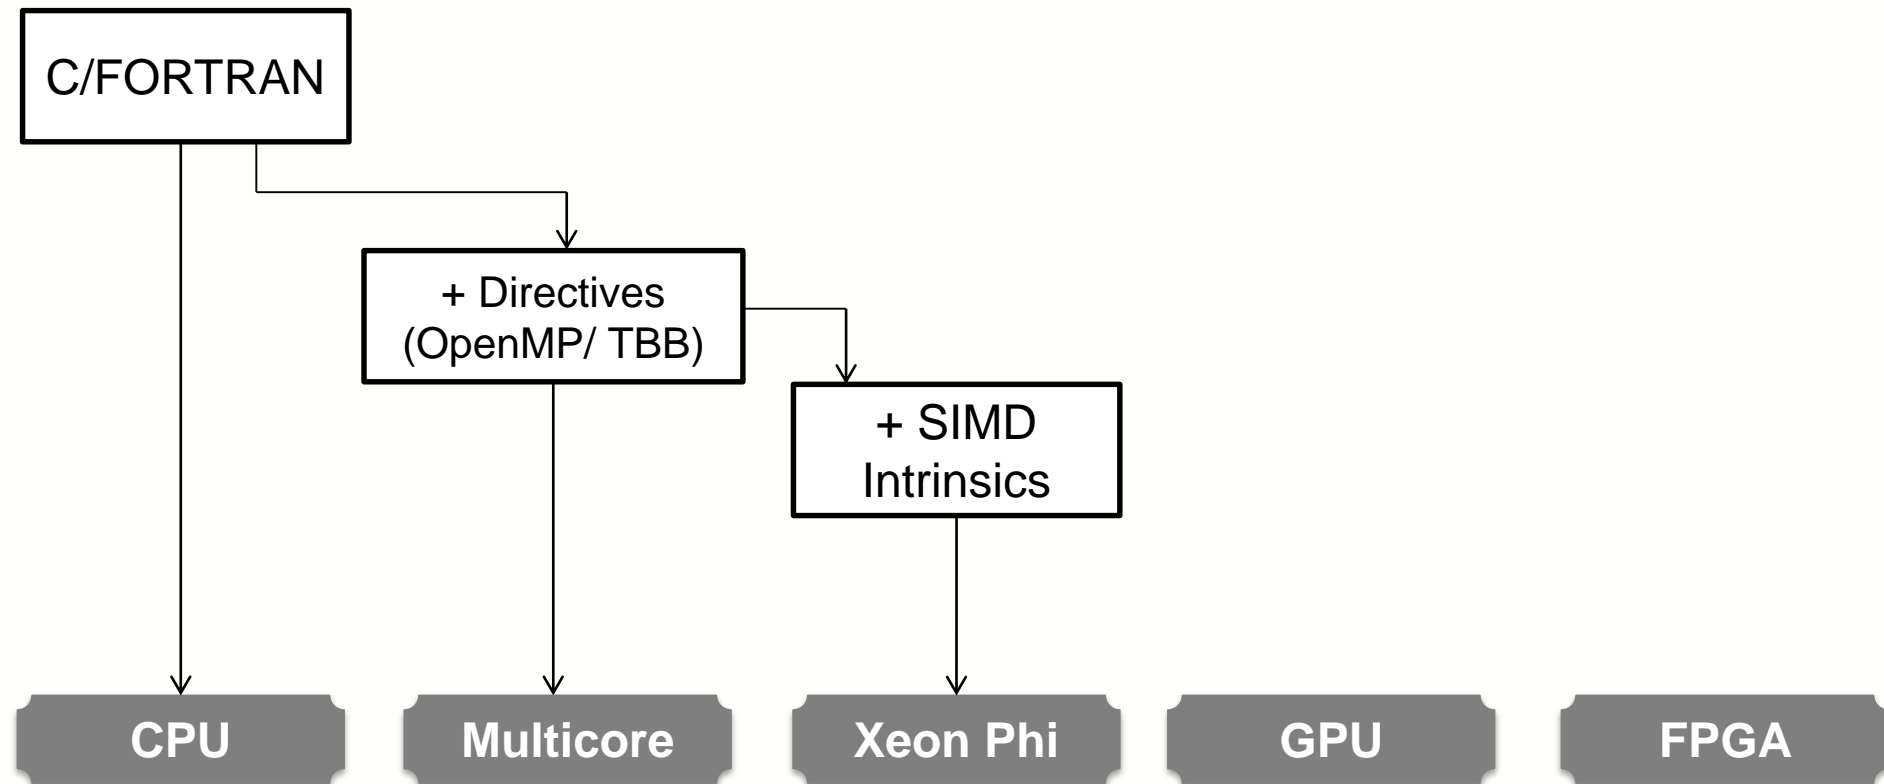 C/FORTRAN
+ Directives
(OpenMP/ TBB)
+ SIMD
Intrinsics
CPU
Multicore
Xeon Phi
GPU
FPGA